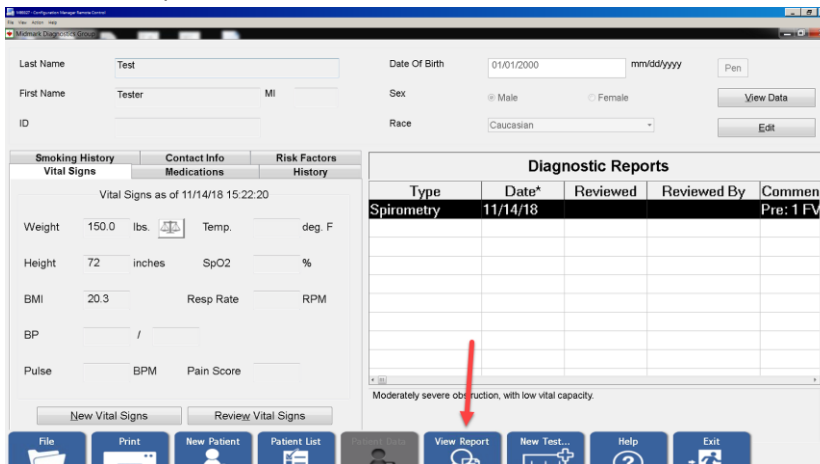 File View Action Help
Midmark Diagnostics Group
Last Name Test Date Of Birth 01/01/2000 mm/dd/yyyy Pen
First Name Tester MI Sex Male Female View Data
ID Race Caucasian Edit
Smoking History Contact Info Risk Factors
Vital Signs Medications History
Diagnostic Reports
Vital Signs as of 11/14/18 15:22:20
Type Date* Reviewed Reviewed By Commen
Spirometry 11/14/18 Pre: 1 FV
Weight 150.0 lbs. Temp. deg. F
Height 72 inches SpO2 %
BMI 20.3 Resp Rate RPM
BP /
Pulse BPM Pain Score
Moderately severe obstruction, with low vital capacity.
New Vital Signs Review Vital Signs
File Print New Patient Patient List Patient Data View Report New Test... Help Exit